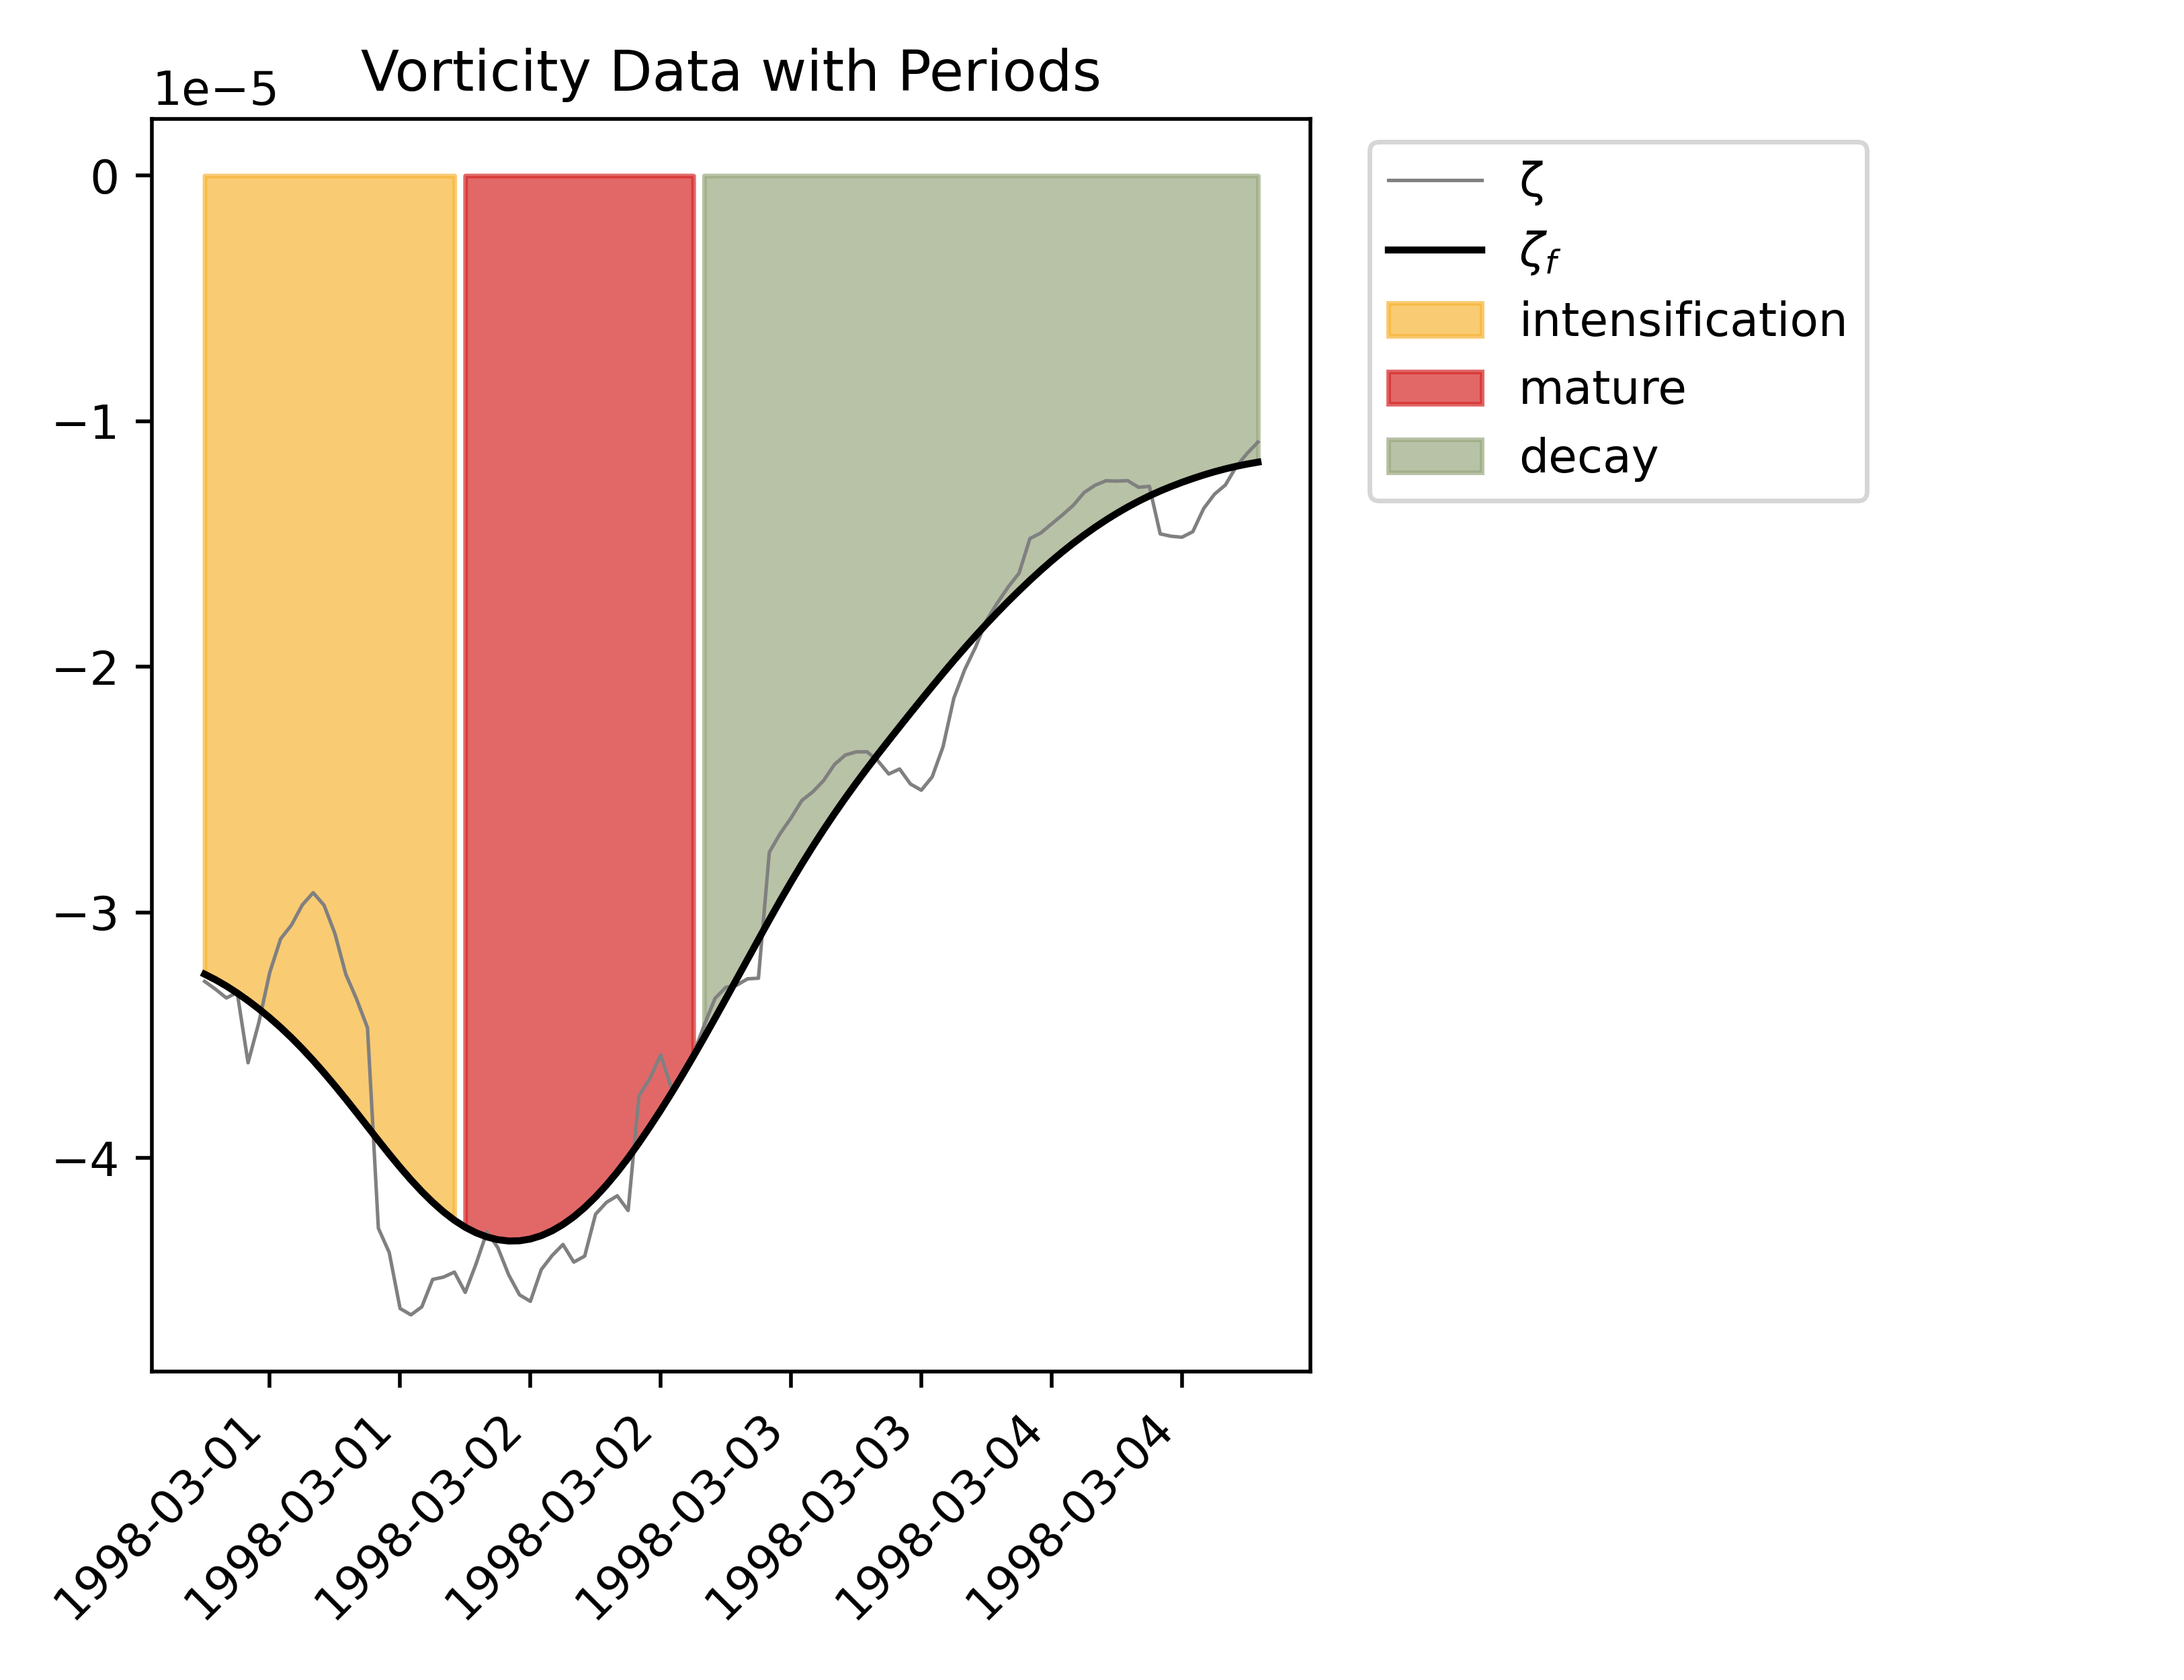 Vorticity Data with Periods
1e−5
0
−1
−2
−3
−4
1998-03-01
1998-03-01
1998-03-02
1998-03-02
1998-03-03
1998-03-03
1998-03-04
1998-03-04
ζ
ζf
intensification
mature
decay